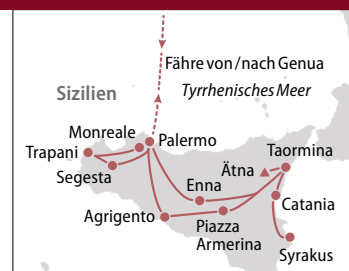 Fähre von/nach Genua
Tyrrhenisches Meer
Sizilien
Monreale
Palermo
Trapani
Taormina
Segesta
Ätna
Enna
Catania
Agrigento
Piazza
Armerina
Syrakus